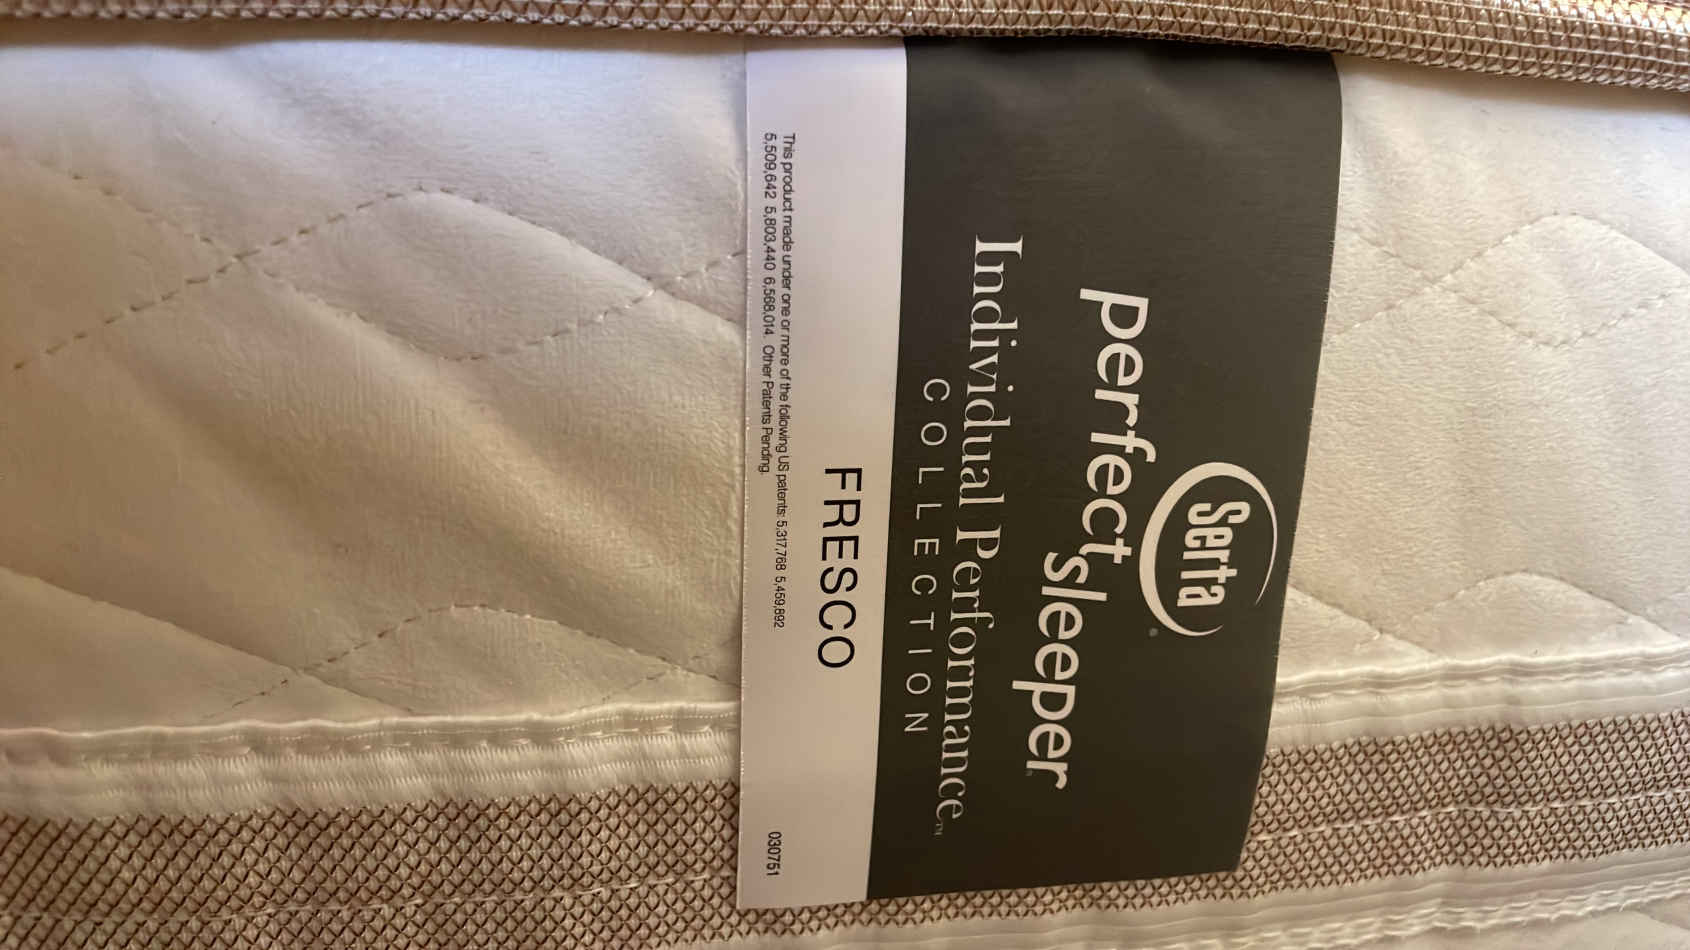 Serta®
perfect sleeper®
Individual Performance™
COLLECTION
FRESCO
This product made under one or more of the following US patents: 5,317,768 5,459,892
5,509,642 5,803,440 6,568,014. Other Patents Pending.
030751